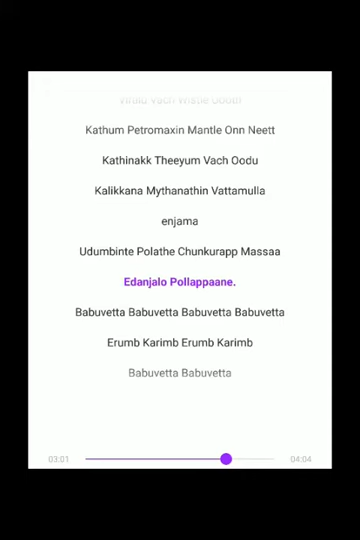 Kathum Petromaxin Mantle Onn Neett
Kathinakk Theeyum Vach Oodu
Kalikkana Mythanathin Vattamulla
enjama
Udumbinte Polathe Chunkurapp Massaa
Edanjalo Pollappaane.
Babuvetta Babuvetta Babuvetta Babuvetta
Erumb Karimb Erumb Karimb
Babuvetta Babuvetta
03:01 04:04